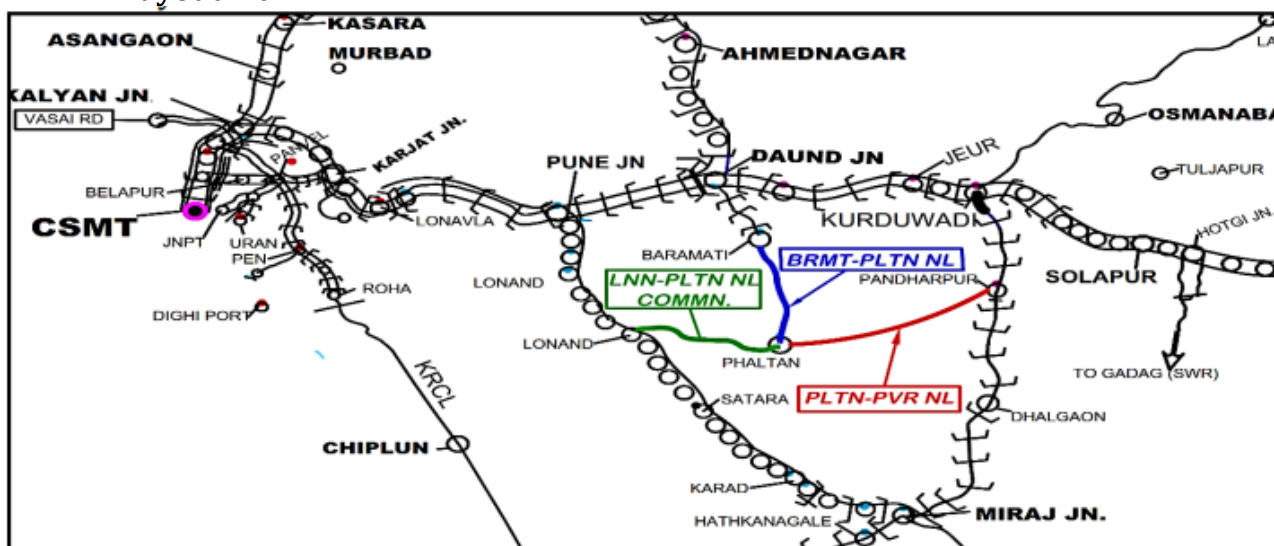 KASARA
ASANGAON
MURBAD
AHMEDNAGAR
LA
KALYAN JN.
VASAI RD
OSMANABA
PANVEL
KARJAT JN.
PUNE JN
DAUND JN
JEUR
TULJAPUR
BELAPUR
CSMT
LONAVLA
KURDUWADI
HOTGI JN.
JNPT
URAN
PEN
BARAMATI
BRMT-PLTN NL
PANDHARPUR
SOLAPUR
LONAND
LNN-PLTN NL
COMMN.
ROHA
DIGHI PORT
LONAND
PHALTAN
TO GADAG (SWR)
KRCL
SATARA
PLTN-PVR NL
DHALGAON
CHIPLUN
KARAD
HATHKANAGALE
MIRAJ JN.